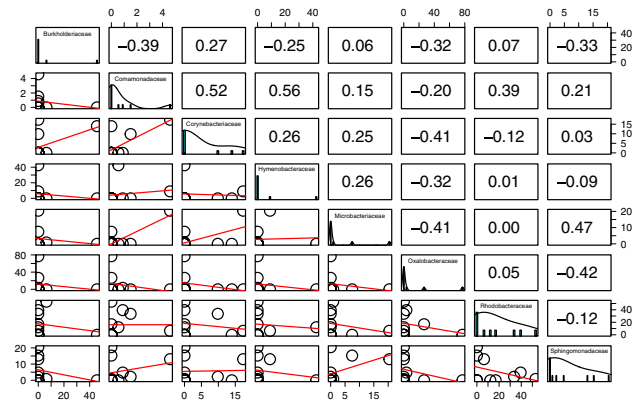 0 2 4
0 20 40
0 40 80
0 5 10 20
Burkholderiaceae
−0.39
0.27
−0.25
0.06
−0.32
0.07
−0.33
0 20 40
0 2 4
Comamonadaceae
0.52
0.56
0.15
−0.20
0.39
0.21
Corynebacteriaceae
0.26
0.25
−0.41
−0.12
0.03
0 5 10 15
0 20 40
Hymenobacteraceae
0.26
−0.32
0.01
−0.09
Microbacteriaceae
−0.41
0.00
0.47
0 10 20
0 40 80
Oxalobacteraceae
0.05
−0.42
Rhodobacteraceae
−0.12
0 20 40
0 5 10 20
Sphingomonadaceae
0 20 40
0 5 10 15
0 10 20
0 20 40